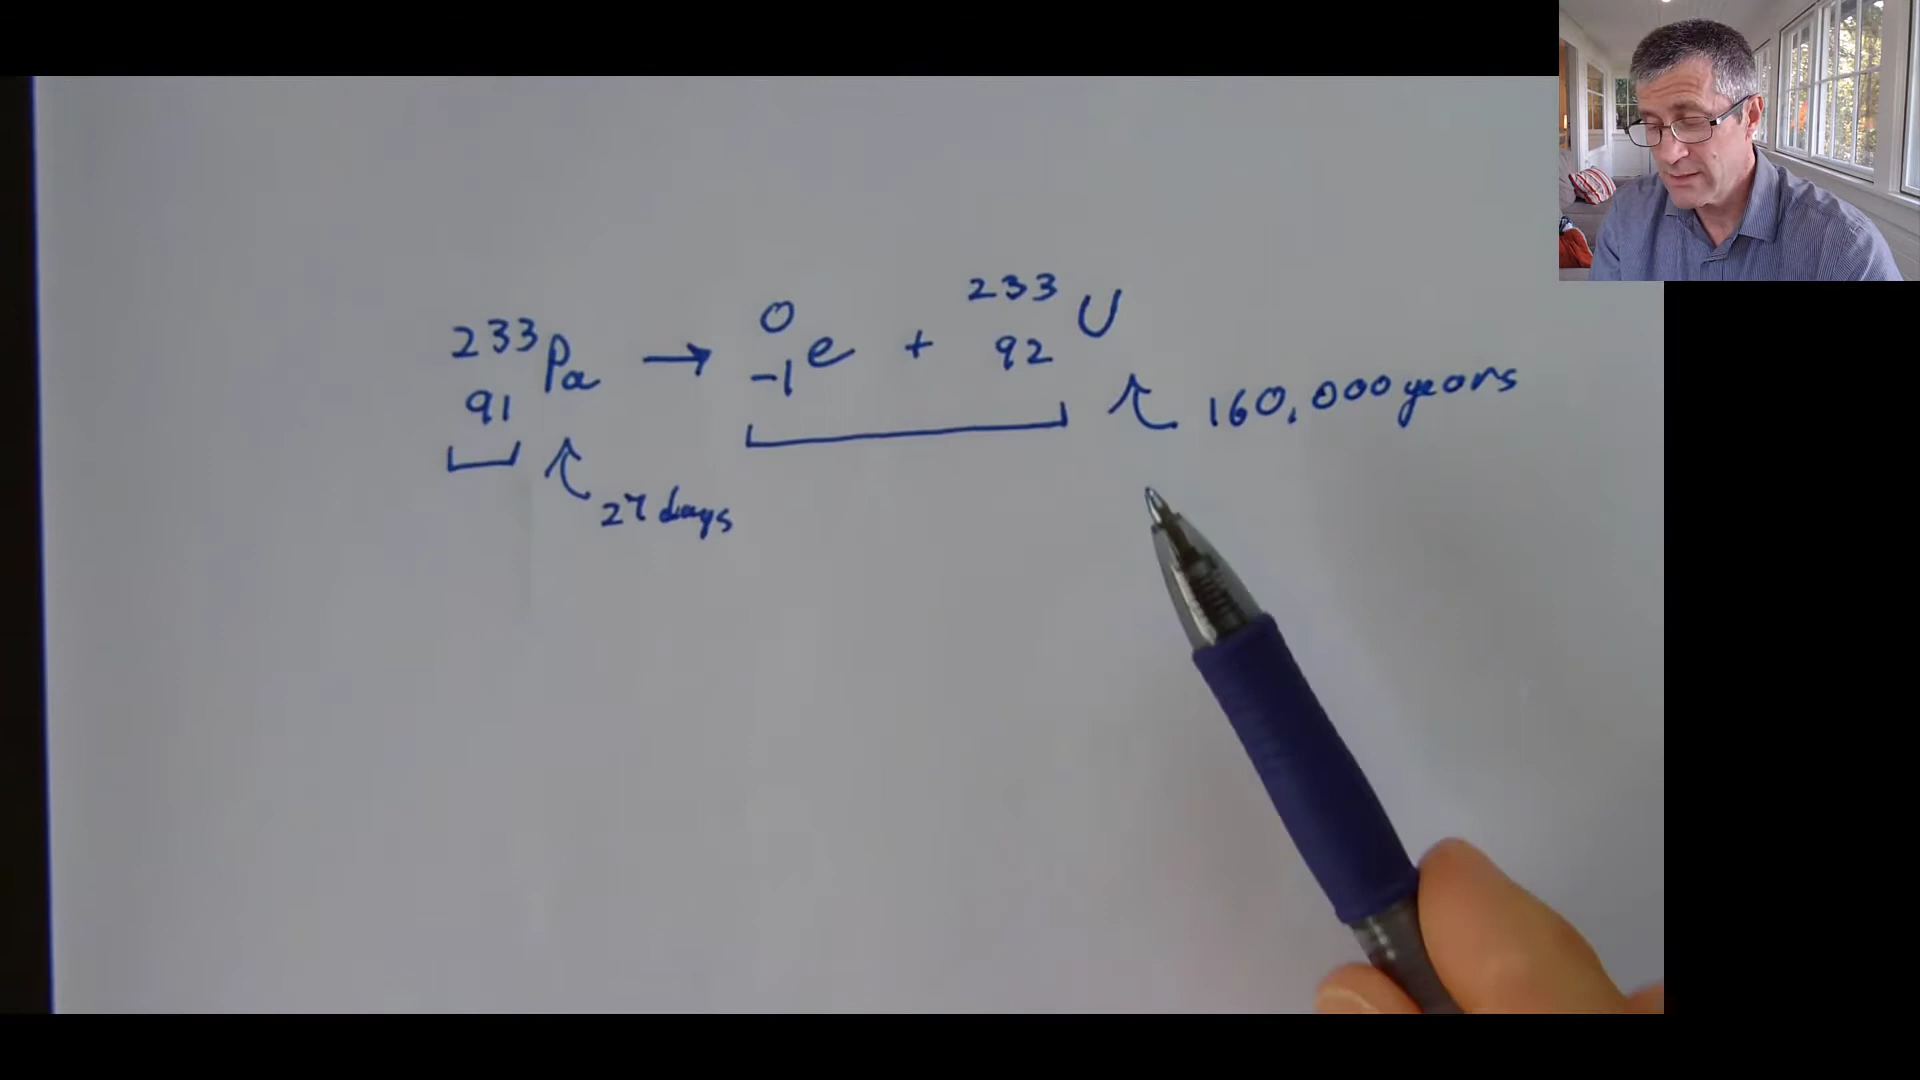 233 Pa → 0 e + 233 U
91 -1 92
27 days
160,000 years